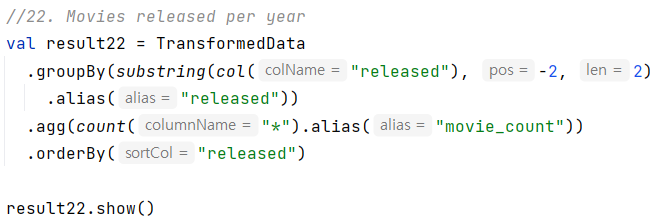 //22. Movies released per year
val result22 = TransformedData
.groupBy(substring(col( colName = "released"), pos = -2, len = 2)
.alias( alias = "released"))
.agg(count( columnName = "*").alias( alias = "movie_count"))
.orderBy( sortCol = "released")
result22.show()